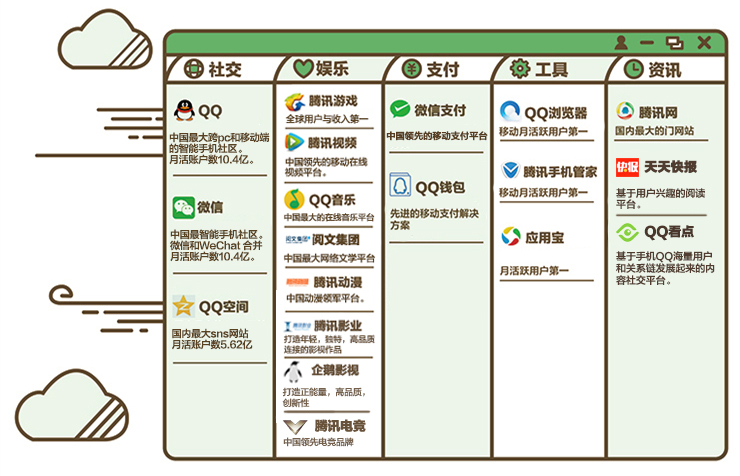 社交
QQ
中国最大跨pc和移动端
的智能手机社区。
月活账户数10.4亿。
微信
中国最智能手机社区。
微信和WeChat 合并
月活账户数10.4亿。
QQ空间
国内最大sns网站
月活账户数5.62亿
娱乐
腾讯游戏
全球用户与收入第一
腾讯视频
中国领先的移动在线
视频平台。
QQ音乐
中国最大的在线音乐平台
阅文集团
阅文集团
中国最大网络文学平台
腾讯动漫
中国动漫领军平台。
腾讯影业
腾讯影业
打造年轻，独特，高品质
连接的影视作品
企鹅影视
打造正能量，高品质，
创新性
腾讯电竞
中国领先电竞品牌
支付
微信支付
中国领先的移动支付平台
QQ钱包
先进的移动支付解决
方案
工具
QQ浏览器
移动月活跃用户第一
腾讯手机管家
移动月活跃用户第一
应用宝
月活跃用户第一
资讯
腾讯网
国内最大的门网站
快报
天天快报
基于用户兴趣的阅读
平台。
QQ看点
基于手机QQ海量用户
和关系链发展起来的内
容社交平台。